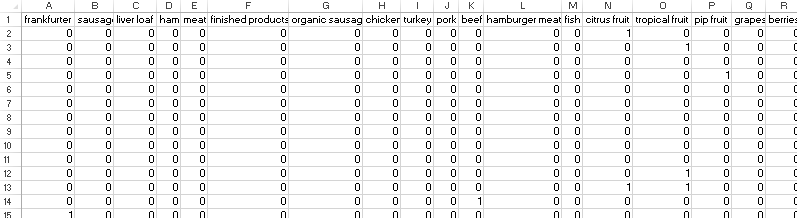 A B C D E F G H I J K L M N O P Q R
1 frankfurter sausag liver loaf ham meat finished products organic sausag chicken turkey pork beef hamburger meat fish citrus fruit tropical fruit pip fruit grapes berries
2 0 0 0 0 0 0 0 0 0 0 0 0 0 1 0 0 0 0
3 0 0 0 0 0 0 0 0 0 0 0 0 0 0 1 0 0 0
4 0 0 0 0 0 0 0 0 0 0 0 0 0 0 0 0 0 0
5 0 0 0 0 0 0 0 0 0 0 0 0 0 0 0 1 0 0
6 0 0 0 0 0 0 0 0 0 0 0 0 0 0 0 0 0 0
7 0 0 0 0 0 0 0 0 0 0 0 0 0 0 0 0 0 0
8 0 0 0 0 0 0 0 0 0 0 0 0 0 0 0 0 0 0
9 0 0 0 0 0 0 0 0 0 0 0 0 0 0 0 0 0 0
10 0 0 0 0 0 0 0 0 0 0 0 0 0 0 0 0 0 0
11 0 0 0 0 0 0 0 0 0 0 0 0 0 0 0 0 0 0
12 0 0 0 0 0 0 0 0 0 0 0 0 0 0 1 0 0 0
13 0 0 0 0 0 0 0 0 0 0 0 0 0 1 1 0 0 0
14 0 0 0 0 0 0 0 0 0 0 1 0 0 0 0 0 0 0
15 1 0 0 0 0 0 0 0 0 0 0 0 0 0 0 0 0 0